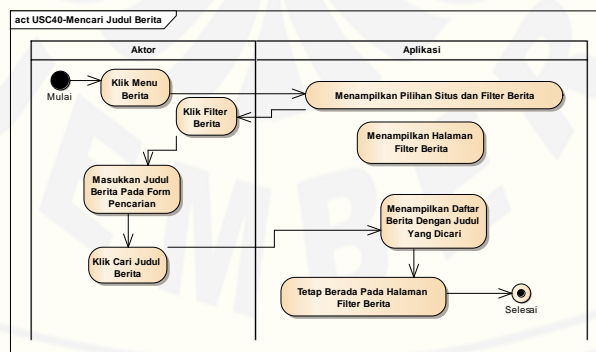 act USC40-Mencari Judul Berita
Aktor
Aplikasi
Mulai
Klik Menu
Berita
Menampilkan Pilihan Situs dan Filter Berita
Klik Filter
Berita
Menampilkan Halaman
Filter Berita
Masukkan Judul
Berita Pada Form
Pencarian
Klik Cari Judul
Berita
Menampilkan Daftar
Berita Dengan Judul
Yang Dicari
Tetap Berada Pada Halaman
Filter Berita
Selesai